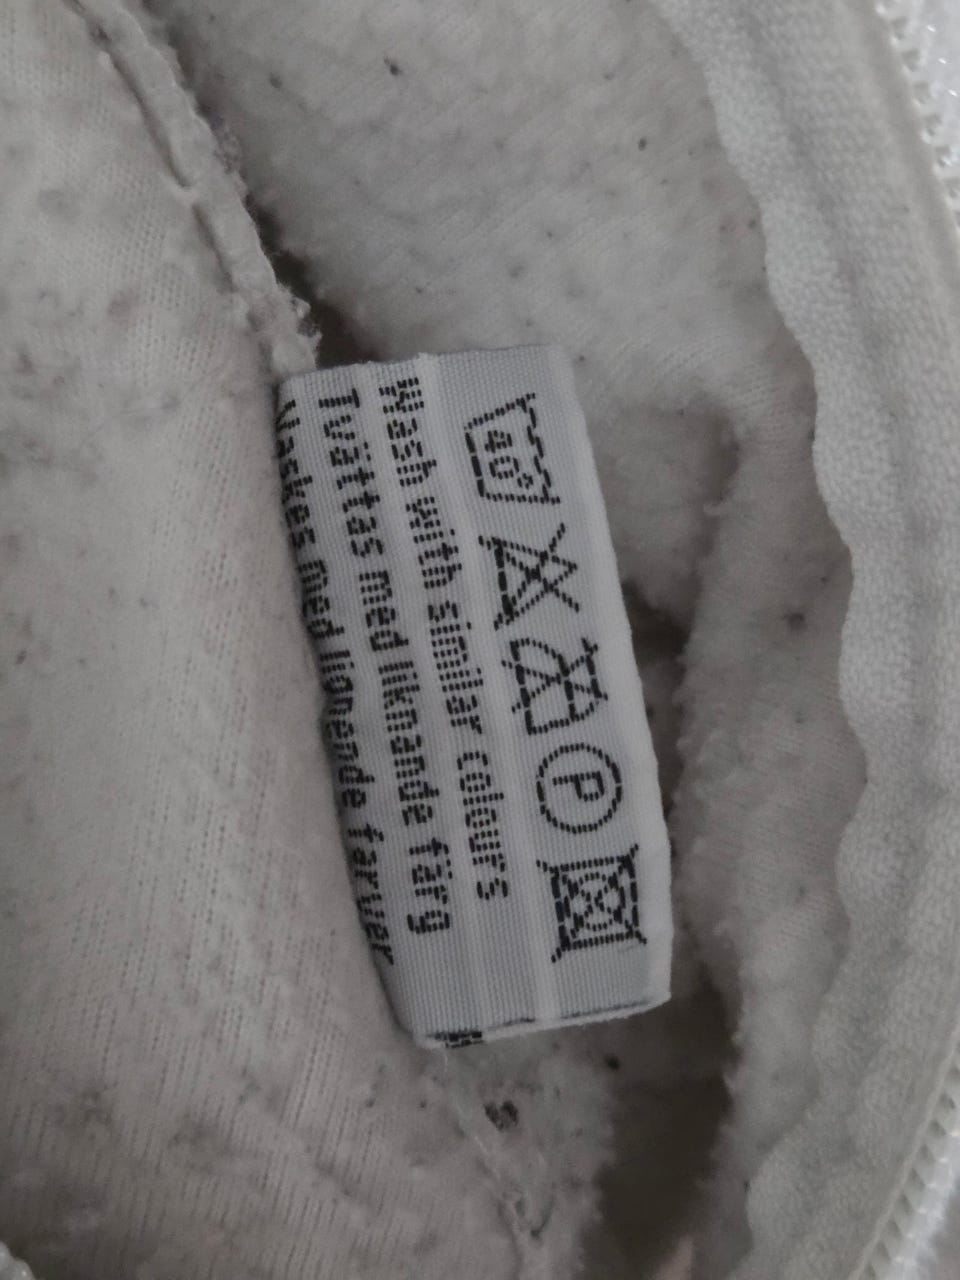 40°
P
Wash with similar colours
Tvättas med liknande färg
Vaskes med lignende farver